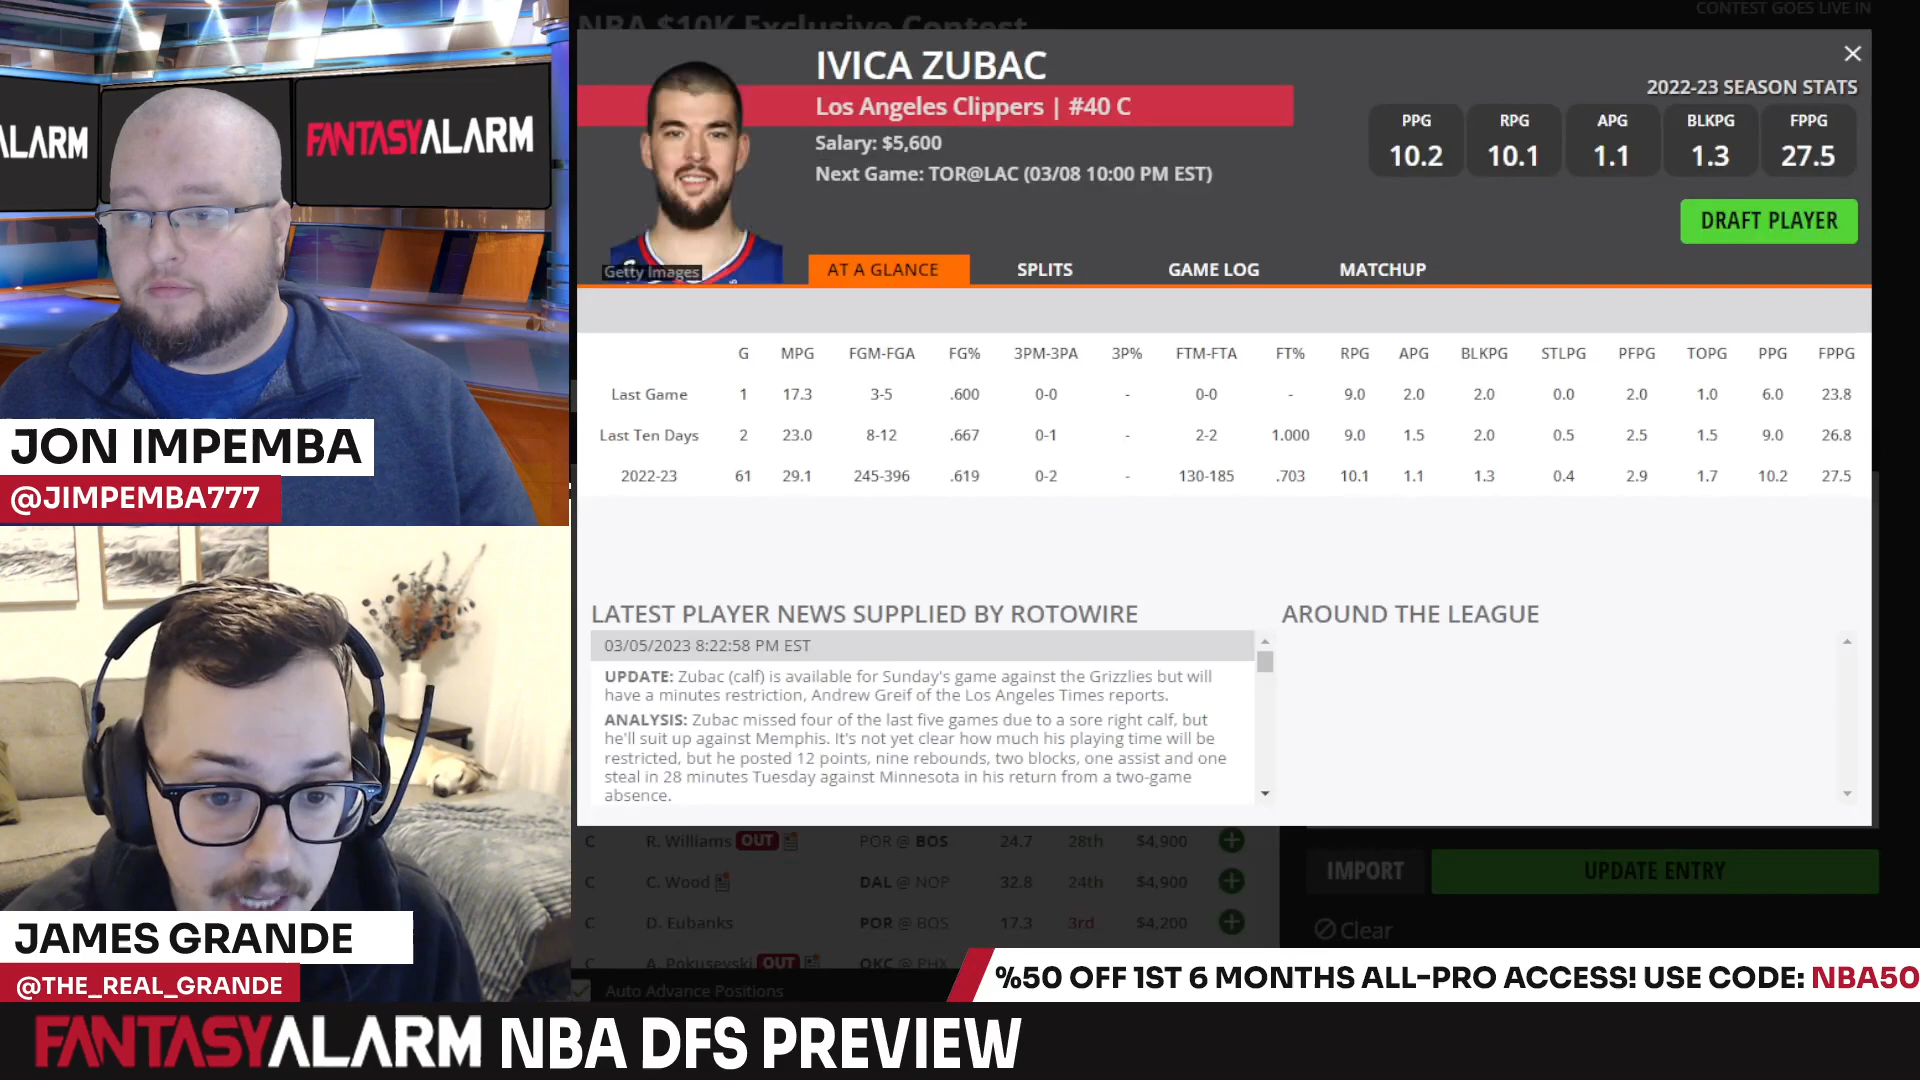 NBA $10K Exclusive Contest
CONTEST GOES LIVE IN
IVICA ZUBAC
Los Angeles Clippers | #40 C
Salary: $5,600
Next Game: TOR@LAC (03/08 10:00 PM EST)
2022-23 SEASON STATS
PPG RPG APG BLKPG FPPG
10.2 10.1 1.1 1.3 27.5
DRAFT PLAYER
Getty Images
AT A GLANCE SPLITS GAME LOG MATCHUP
G MPG FGM-FGA FG% 3PM-3PA 3P% FTM-FTA FT% RPG APG BLKPG STLPG PFPG TOPG PPG FPPG
Last Game 1 17.3 3-5 .600 0-0 - 0-0 - 9.0 2.0 2.0 0.0 2.0 1.0 6.0 23.8
Last Ten Days 2 23.0 8-12 .667 0-1 - 2-2 1.000 9.0 1.5 2.0 0.5 2.5 1.5 9.0 26.8
2022-23 61 29.1 245-396 .619 0-2 - 130-185 .703 10.1 1.1 1.3 0.4 2.9 1.7 10.2 27.5
LATEST PLAYER NEWS SUPPLIED BY ROTOWIRE
03/05/2023 8:22:58 PM EST
UPDATE: Zubac (calf) is available for Sunday's game against the Grizzlies but will
have a minutes restriction, Andrew Greif of the Los Angeles Times reports.
ANALYSIS: Zubac missed four of the last five games due to a sore right calf, but
he'll suit up against Memphis. It's not yet clear how much his playing time will be
restricted, but he posted 12 points, nine rebounds, two blocks, one assist and one
steal in 28 minutes Tuesday against Minnesota in his return from a two-game
absence.
AROUND THE LEAGUE
C R. Williams OUT POR @ BOS 24.7 28th $4,900
C C. Wood DAL @ NOP 32.8 24th $4,900
C D. Eubanks POR @ BOS 17.3 3rd $4,200
C A. Pokusevski OUT OKC @ PHX
Auto Advance Positions
IMPORT UPDATE ENTRY
Clear
ALARM
FANTASYALARM
JON IMPEMBA
@JIMPEMBA777
JAMES GRANDE
@THE_REAL_GRANDE
%50 OFF 1ST 6 MONTHS ALL-PRO ACCESS! USE CODE: NBA50
FANTASYALARM NBA DFS PREVIEW